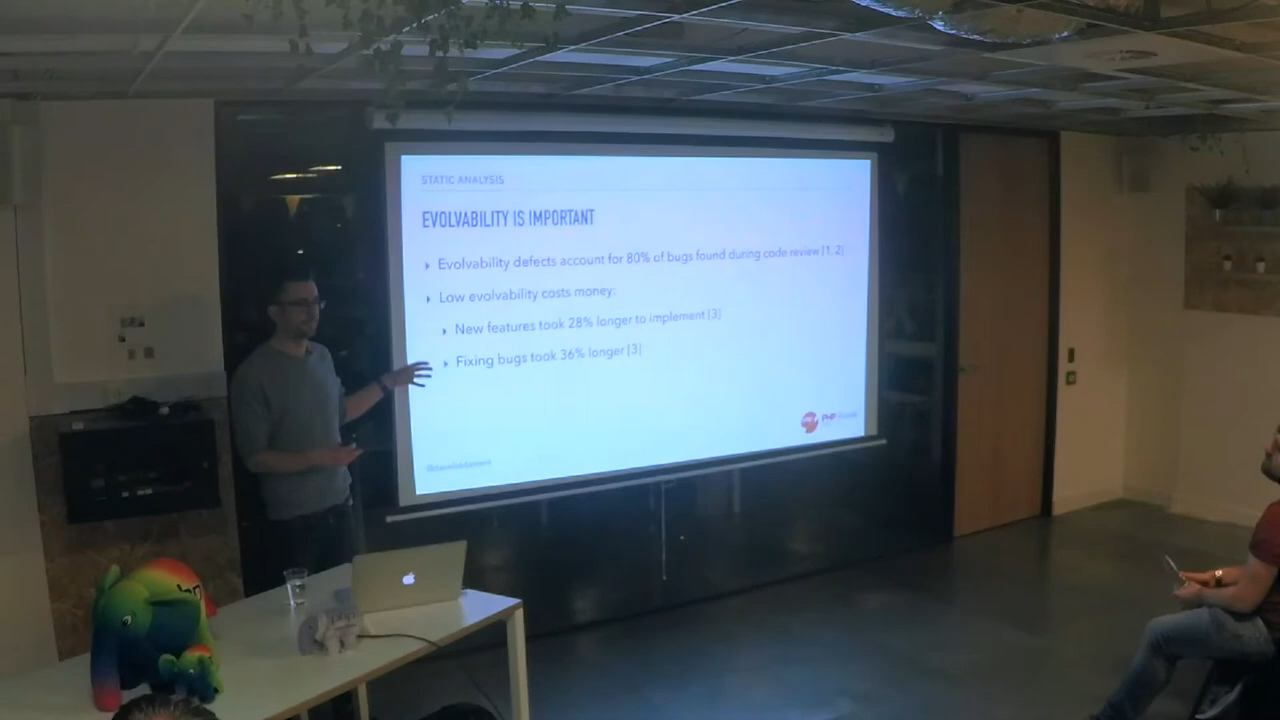 STATIC ANALYSIS
EVOLVABILITY IS IMPORTANT
Evolvability defects account for 80% of bugs found during code review [1, 2]
Low evolvability costs money:
New features took 28% longer to implement [3]
Fixing bugs took 36% longer [3]
PHP